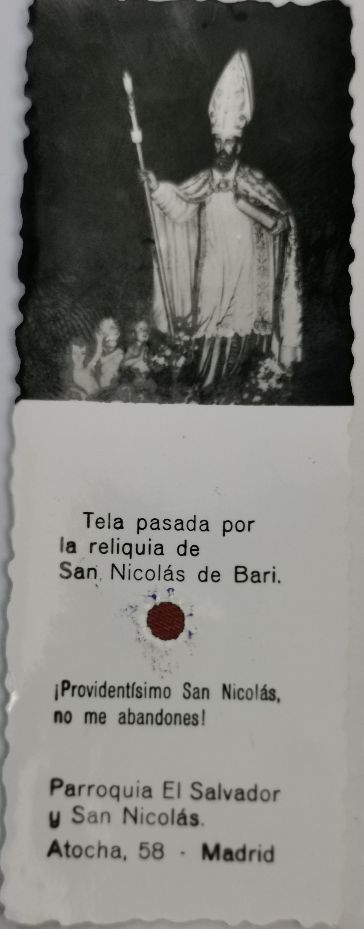 Tela pasada por
la reliquia de
San Nicolás de Bari.
¡Providentísimo San Nicolás,
no me abandones!
Parroquia El Salvador
y San Nicolás.
Atocha, 58 - Madrid